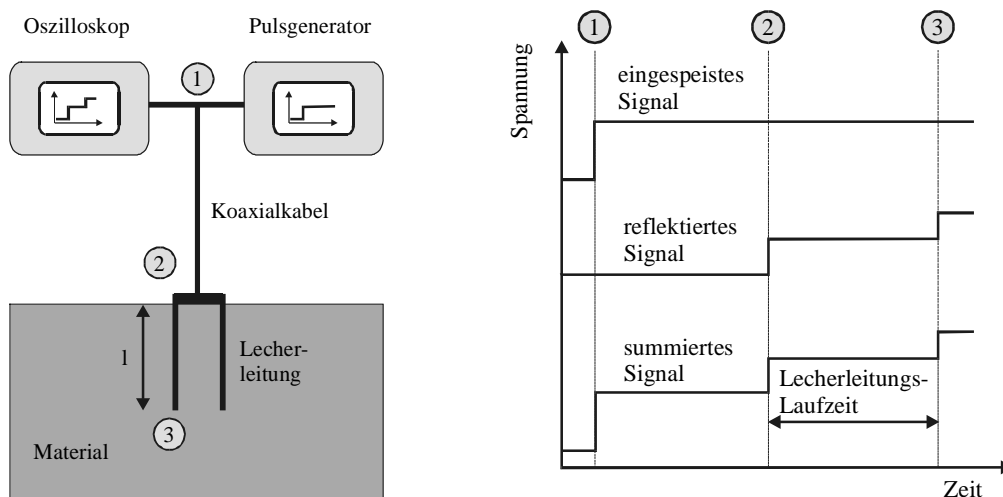 Oszilloskop
Pulsgenerator
1
Koaxialkabel
2
l
Lecher-
leitung
3
Material
1
2
3
Spannung
eingespeistes
Signal
reflektiertes
Signal
summiertes
Signal
Lecherleitungs-
Laufzeit
Zeit